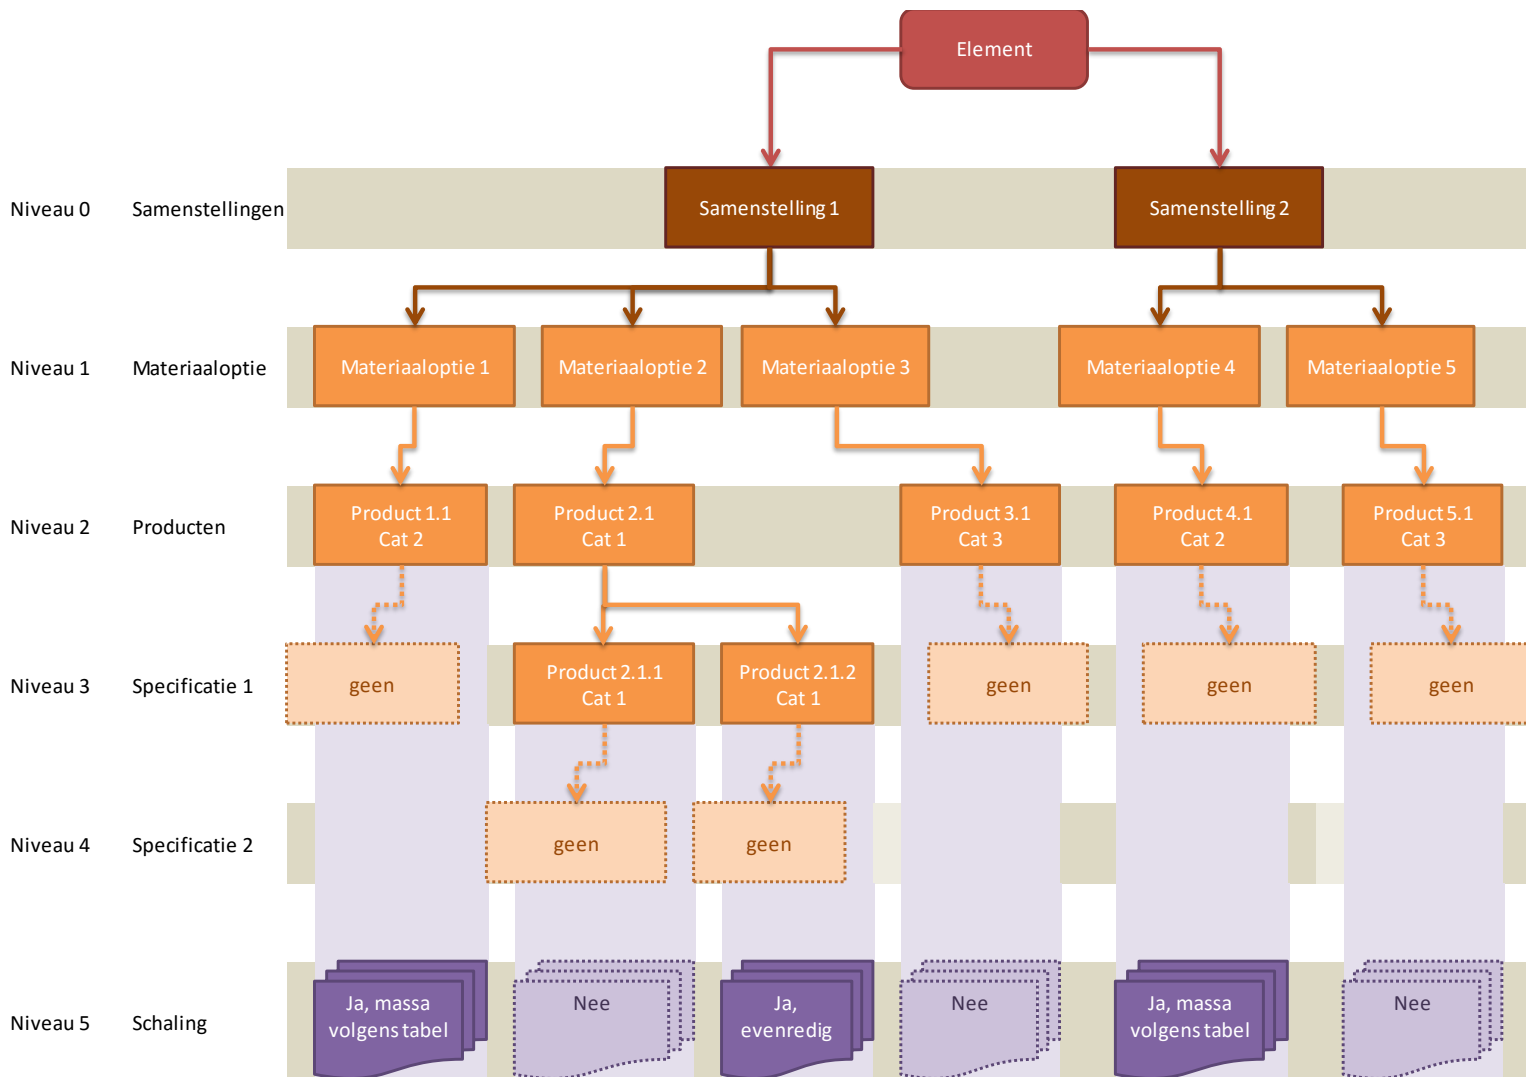 Element
Niveau 0 Samenstellingen Samenstelling 1 Samenstelling 2
Niveau 1 Materiaaloptie Materiaaloptie 1 Materiaaloptie 2 Materiaaloptie 3 Materiaaloptie 4 Materiaaloptie 5
Niveau 2 Producten
Product 1.1
Cat 2
Product 2.1
Cat 1
Product 3.1
Cat 3
Product 4.1
Cat 2
Product 5.1
Cat 3
Niveau 3 Specificatie 1
geen
Product 2.1.1
Cat 1
Product 2.1.2
Cat 1
geen
geen
geen
Niveau 4 Specificatie 2
geen
geen
Niveau 5 Schaling
Ja, massa
volgens tabel
Nee
Ja,
evenredig
Nee
Ja, massa
volgens tabel
Nee